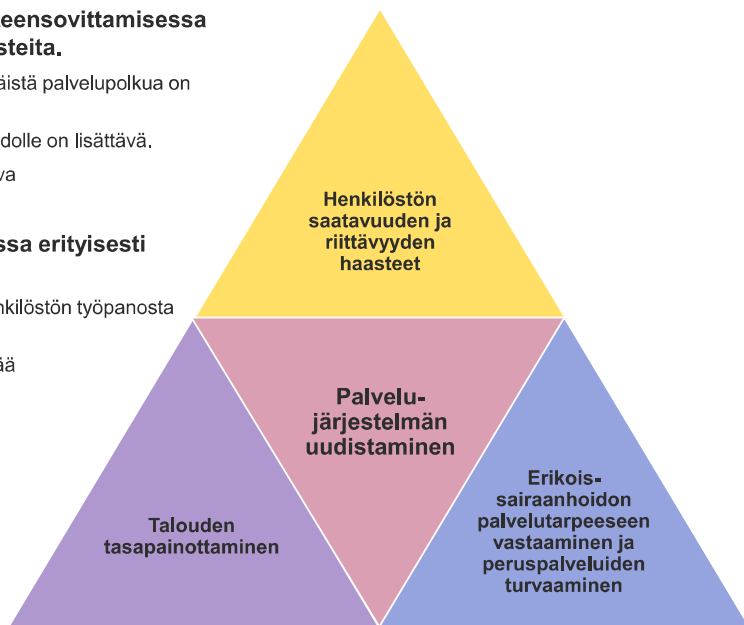 eensovittamisessa
steita.
äistä palvelupolkua on
dolle on lisättävä.
va
ssa erityisesti
nkilöstön työpanosta
ää
Henkilöstön
saatavuuden ja
riittävyyden
haasteet
Palvelu-
järjestelmän
uudistaminen
Talouden
tasapainottaminen
Erikois-
sairaanhoidon
palvelutarpeeseen
vastaaminen ja
peruspalveluiden
turvaaminen